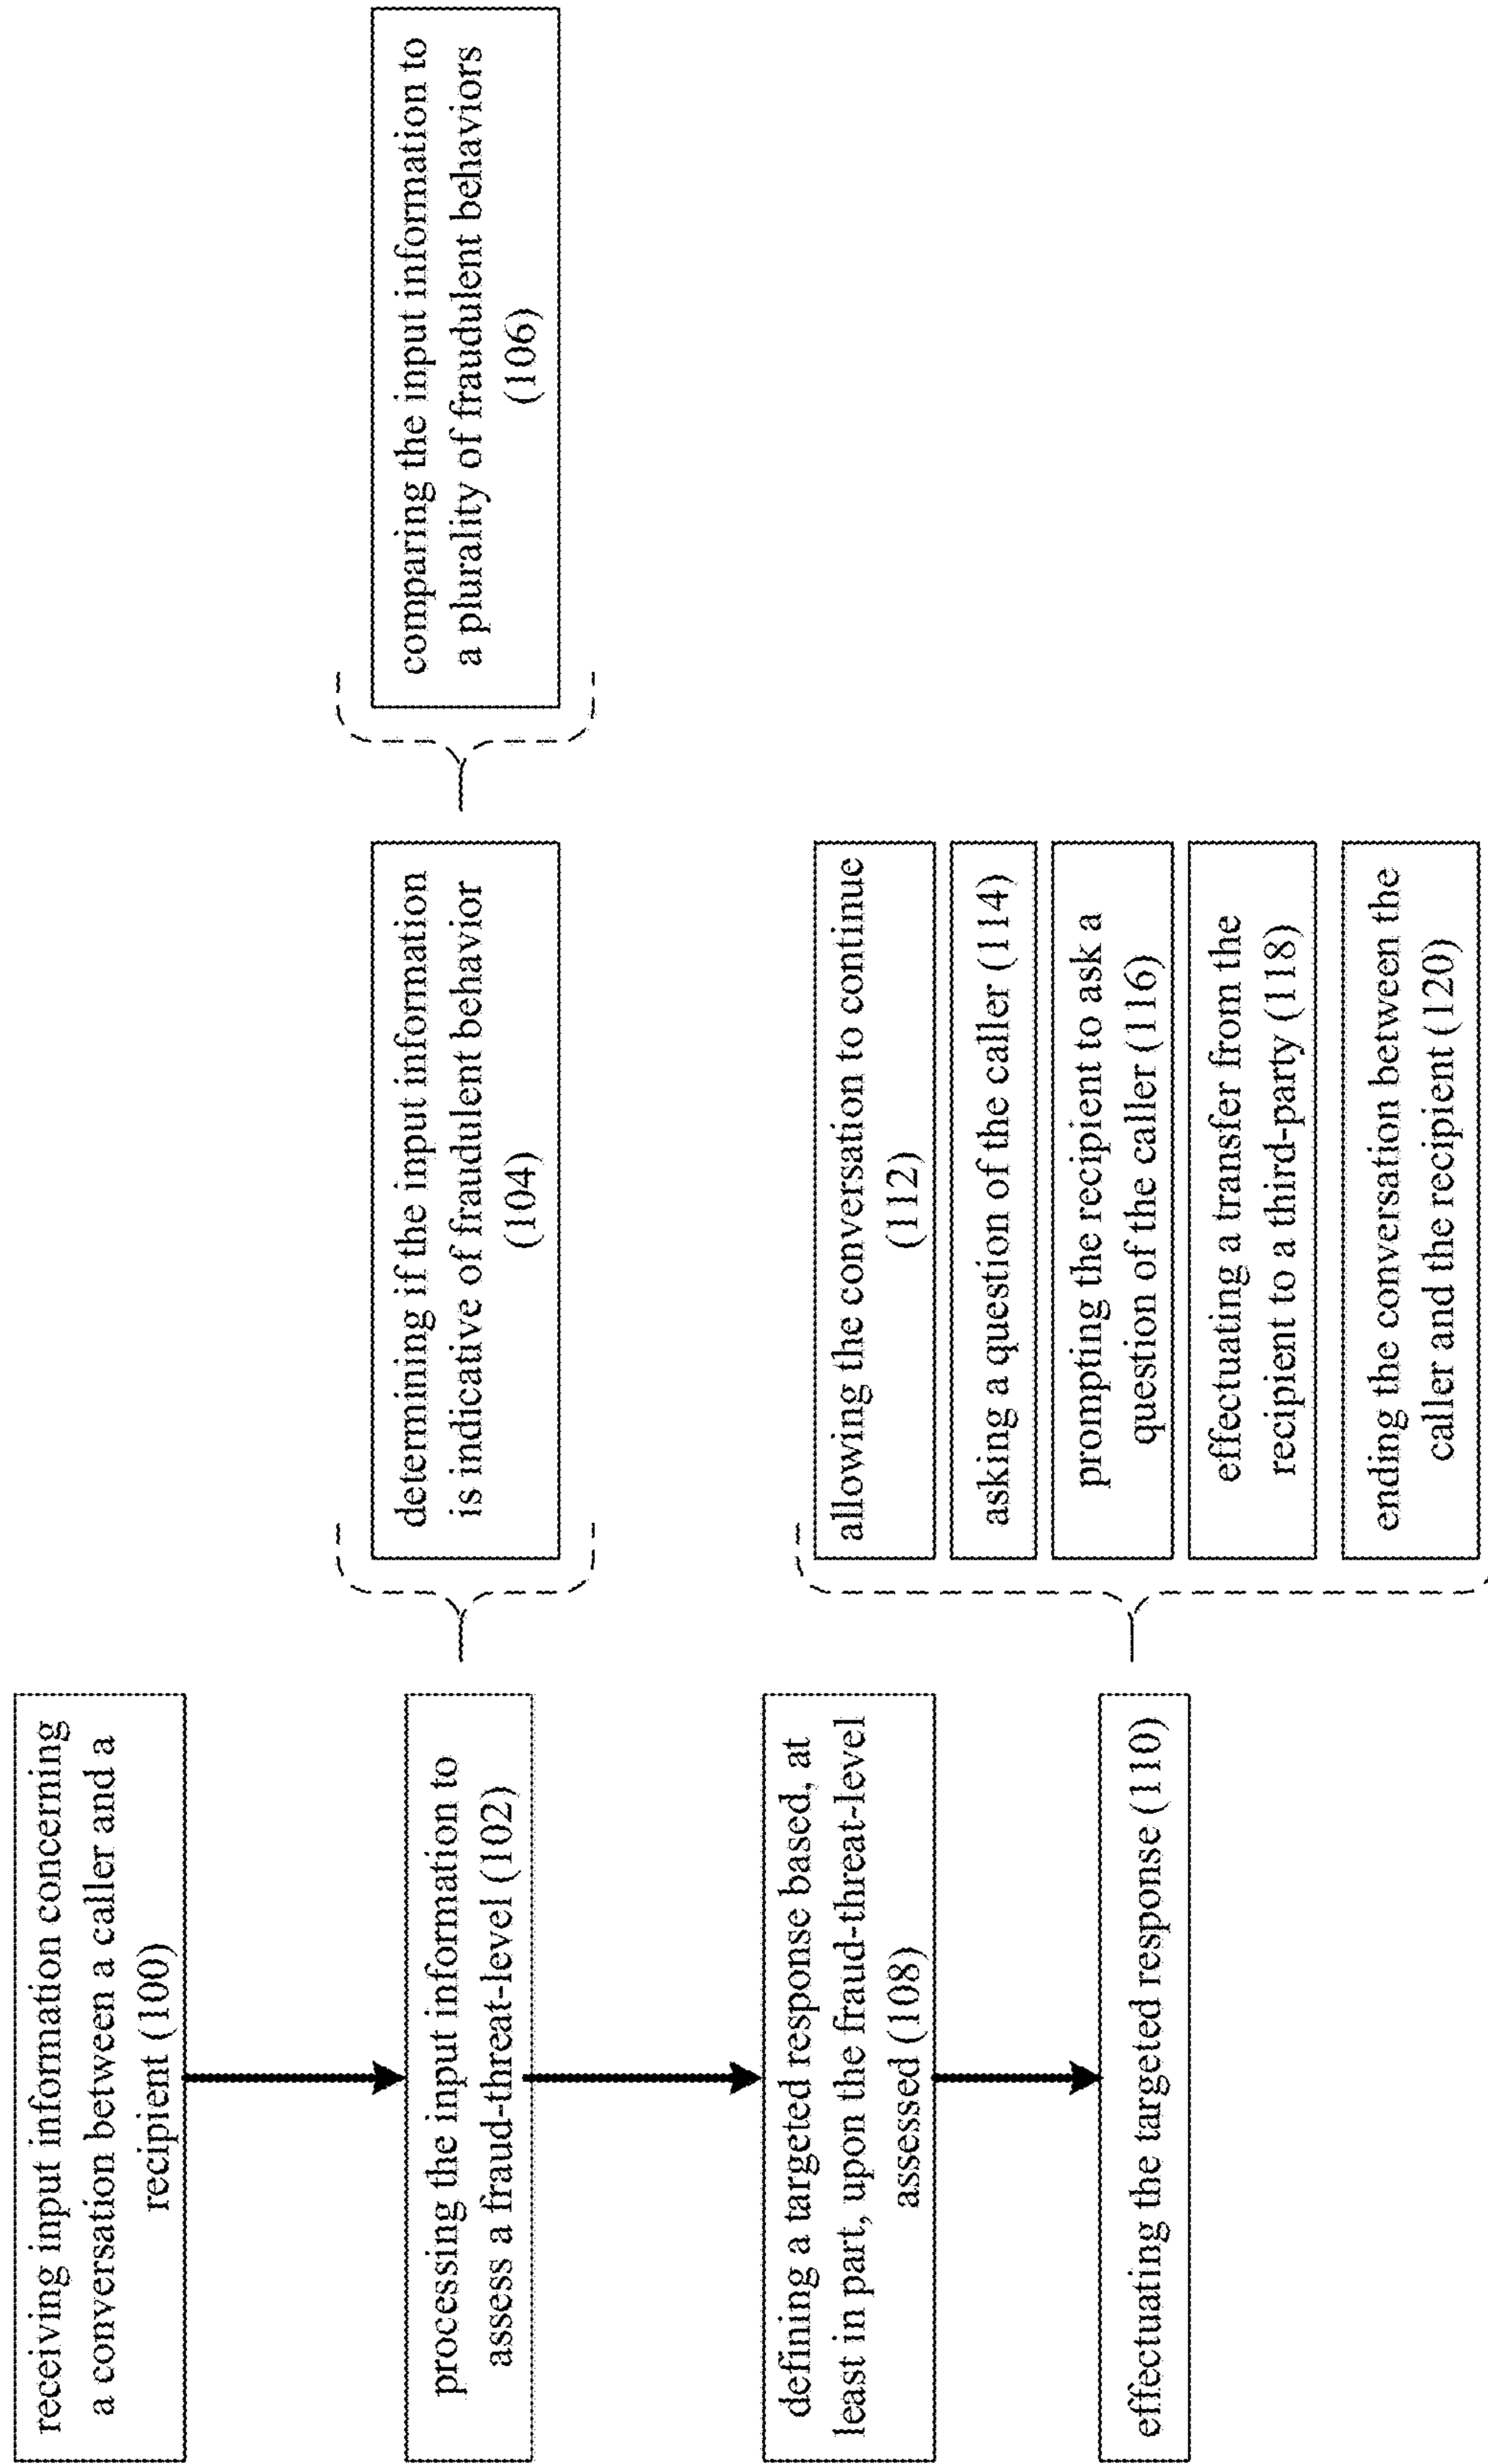 receiving input information concerning
a conversation between a caller and a
recipient (100)
processing the input information to
assess a fraud-threat-level (102)
determining if the input information
is indicative of fraudulent behavior
(104)
comparing the input information to
a plurality of fraudulent behaviors
(106)
defining a targeted response based, at
least in part, upon the fraud-threat-level
assessed (108)
effectuating the targeted response (110)
allowing the conversation to continue
(112)
asking a question of the caller (114)
prompting the recipient to ask a
question of the caller (116)
effectuating a transfer from the
recipient to a third-party (118)
ending the conversation between the
caller and the recipient (120)